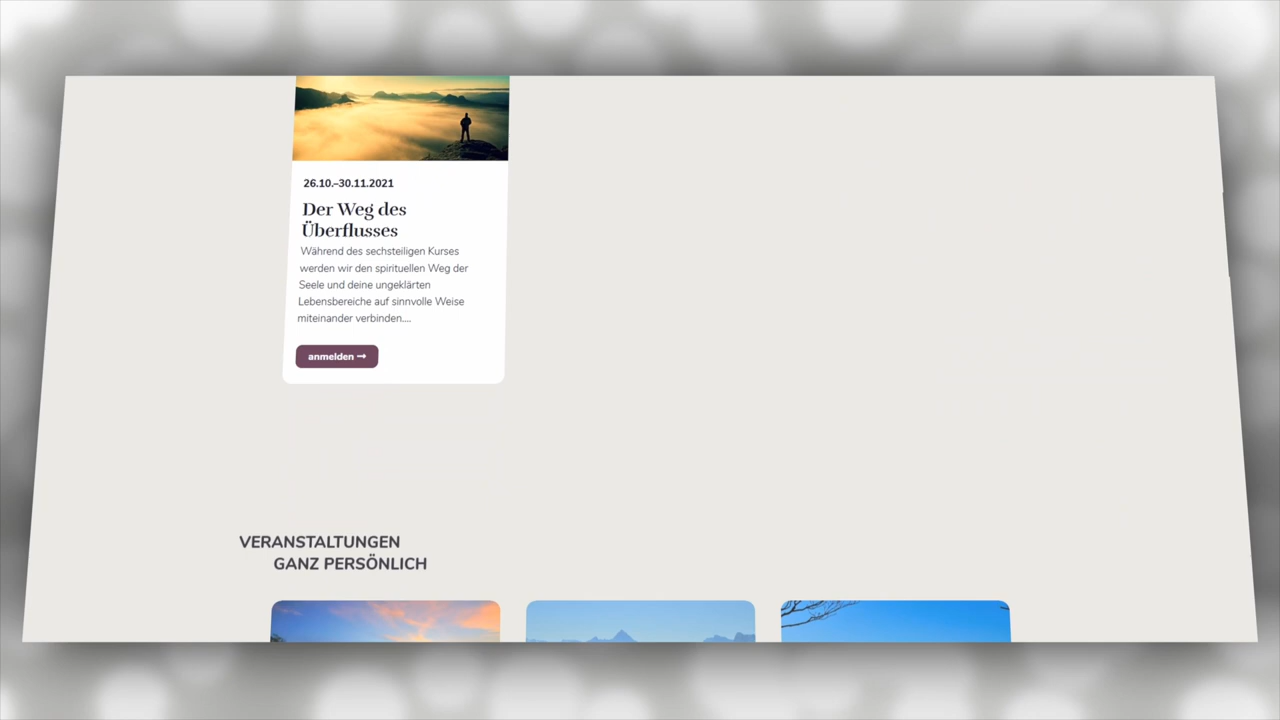 26.10.–30.11.2021
Der Weg des
Überflusses
Während des sechsteiligen Kurses
werden wir den spirituellen Weg der
Seele und deine ungeklärten
Lebensbereiche auf sinnvolle Weise
miteinander verbinden....
anmelden ➞
VERANSTALTUNGEN
GANZ PERSÖNLICH